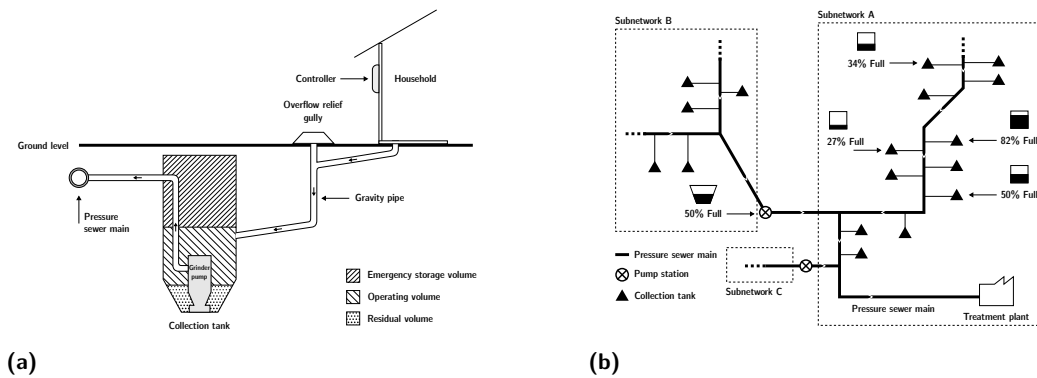 Controller
Household
Overflow relief
gully
Ground level
Gravity pipe
Pressure
sewer main
Grinder
pump
Emergency storage volume
Operating volume
Residual volume
Collection tank
(a)
Subnetwork B
Subnetwork A
34% Full
27% Full
82% Full
50% Full
50% Full
Pressure sewer main
Pump station
Collection tank
Subnetwork C
Pressure sewer main
Treatment plant
(b)